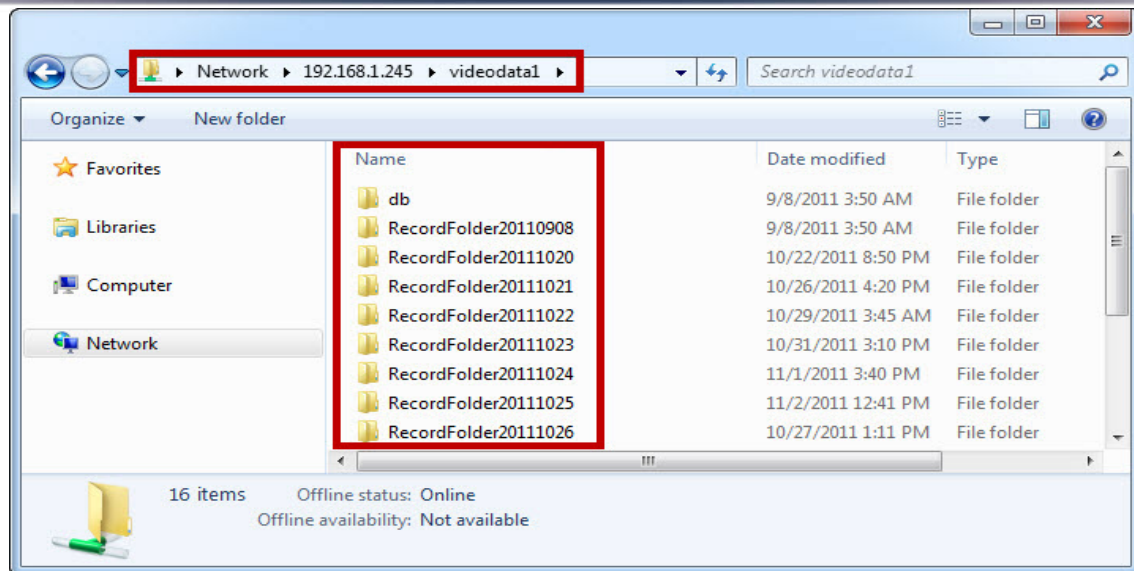 Network 192.168.1.245 videodata1
Search videodata1
Organize New folder
Name Date modified Type
Favorites
Libraries
Computer
Network
db 9/8/2011 3:50 AM File folder
RecordFolder20110908 9/8/2011 3:50 AM File folder
RecordFolder20111020 10/22/2011 8:50 PM File folder
RecordFolder20111021 10/26/2011 4:20 PM File folder
RecordFolder20111022 10/29/2011 3:45 AM File folder
RecordFolder20111023 10/31/2011 3:10 PM File folder
RecordFolder20111024 11/1/2011 3:40 PM File folder
RecordFolder20111025 11/2/2011 12:41 PM File folder
RecordFolder20111026 10/27/2011 1:11 PM File folder
16 items Offline status: Online
Offline availability: Not available